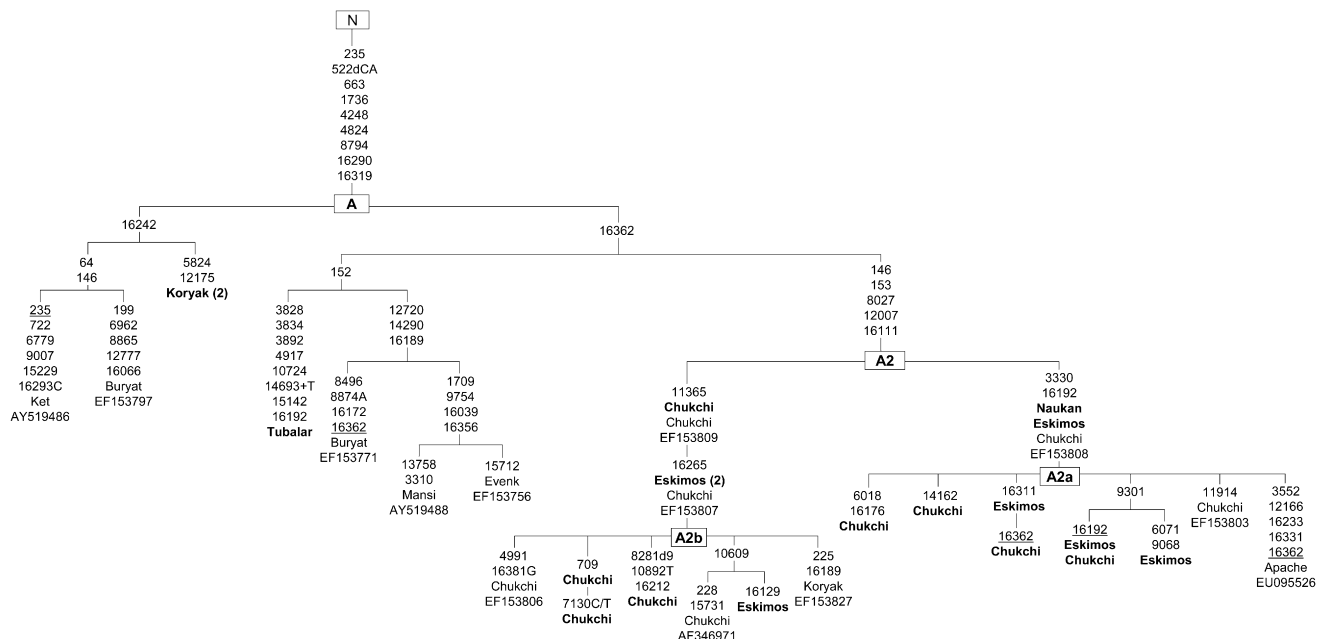 N
235
522dCA
663
1736
4248
4824
8794
16290
16319
A
16242
64
146
235
722
6779
9007
15229
16293C
Ket
AY519486
199
6962
8865
12777
16066
Buryat
EF153797
5824
12175
Koryak (2)
16362
152
3828
3834
3892
4917
10724
14693+T
15142
16192
Tubalar
12720
14290
16189
8496
8874A
16172
16362
Buryat
EF153771
1709
9754
16039
16356
13758
3310
Mansi
AY519488
15712
Evenk
EF153756
146
153
8027
12007
16111
A2
11365
Chukchi
Chukchi
EF153809
16265
Eskimos (2)
Chukchi
EF153807
A2b
4991
16381G
Chukchi
EF153806
709
Chukchi
7130C/T
Chukchi
8281d9
10892T
16212
Chukchi
10609
228
15731
Chukchi
AF346971
16129
Eskimos
225
16189
Koryak
EF153827
3330
16192
Naukan
Eskimos
Chukchi
EF153808
A2a
6018
16176
Chukchi
14162
Chukchi
16311
Eskimos
16362
Chukchi
9301
16192
Eskimos
Chukchi
6071
9068
Eskimos
11914
Chukchi
EF153803
3552
12166
16233
16331
16362
Apache
EU095526